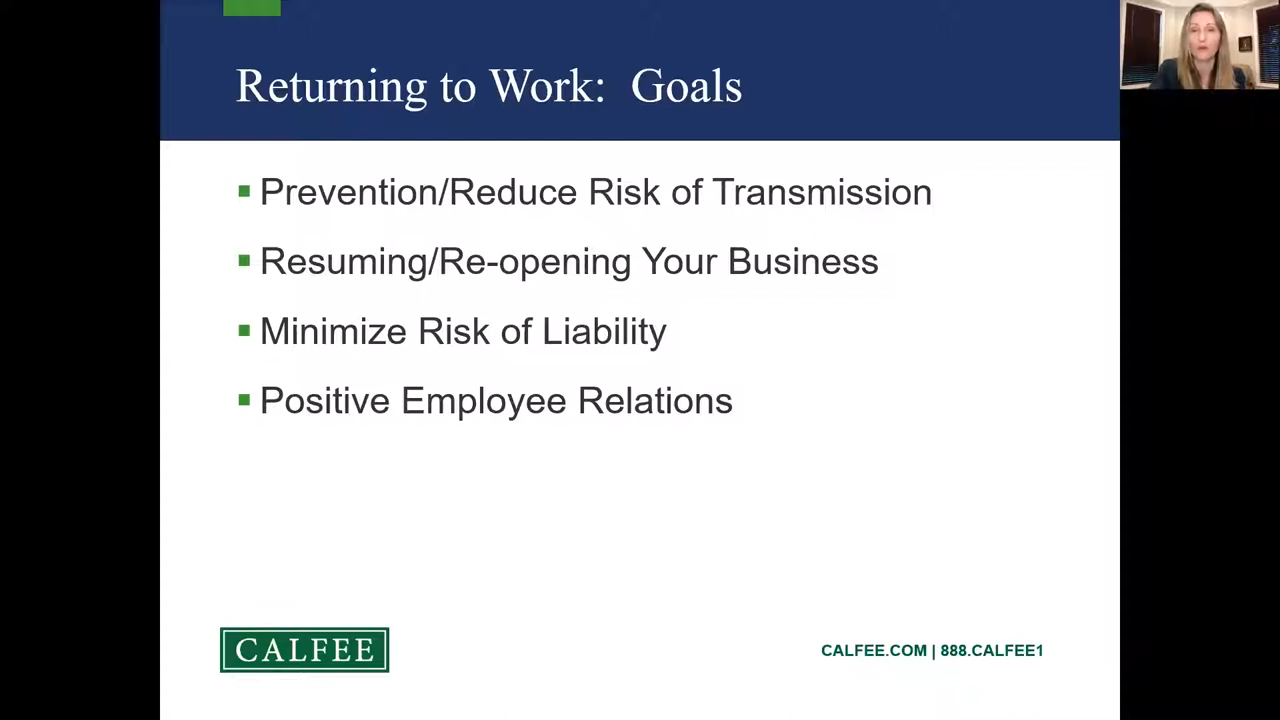 Returning to Work: Goals
Prevention/Reduce Risk of Transmission
Resuming/Re-opening Your Business
Minimize Risk of Liability
Positive Employee Relations
CALFEE
CALFEE.COM | 888.CALFEE1